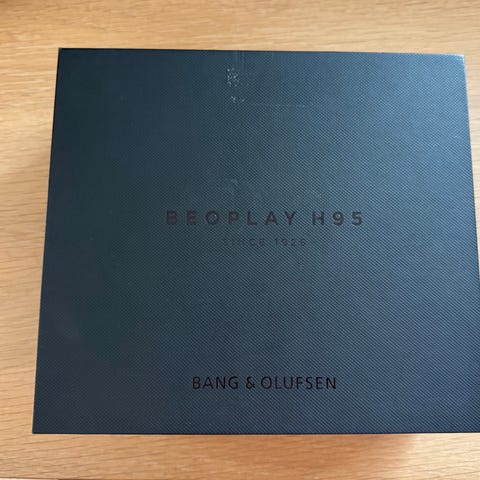 BEOPLAY H95
SINCE 1925
BANG & OLUFSEN